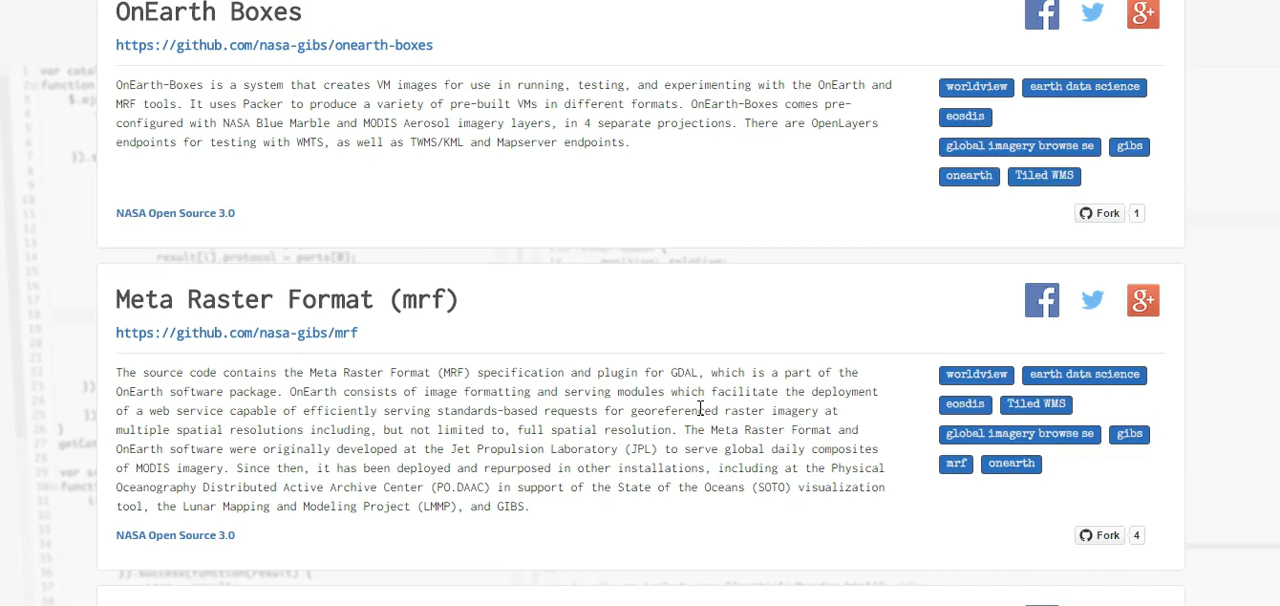 OnEarth Boxes
https://github.com/nasa-gibs/onearth-boxes
OnEarth-Boxes is a system that creates VM images for use in running, testing, and experimenting with the OnEarth and
MRF tools. It uses Packer to produce a variety of pre-built VMs in different formats. OnEarth-Boxes comes pre-
configured with NASA Blue Marble and MODIS Aerosol imagery layers, in 4 separate projections. There are OpenLayers
endpoints for testing with WMTS, as well as TWMS/KML and Mapserver endpoints.
worldview earth data science
eosdis
global imagery browse se gibs
onearth Tiled WMS
NASA Open Source 3.0
Fork 1
result[i].protocol = ports[0];
Meta Raster Format (mrf)
https://github.com/nasa-gibs/mrf
The source code contains the Meta Raster Format (MRF) specification and plugin for GDAL, which is a part of the
OnEarth software package. OnEarth consists of image formatting and serving modules which facilitate the deployment
of a web service capable of efficiently serving standards-based requests for georeferenced raster imagery at
multiple spatial resolutions including, but not limited to, full spatial resolution. The Meta Raster Format and
OnEarth software were originally developed at the Jet Propulsion Laboratory (JPL) to serve global daily composites
of MODIS imagery. Since then, it has been deployed and repurposed in other installations, including at the Physical
Oceanography Distributed Active Archive Center (PO.DAAC) in support of the State of the Oceans (SOTO) visualization
tool, the Lunar Mapping and Modeling Project (LMMP), and GIBS.
worldview earth data science
eosdis Tiled WMS
global imagery browse se gibs
mrf onearth
NASA Open Source 3.0
Fork 4
}).success(function(result) {